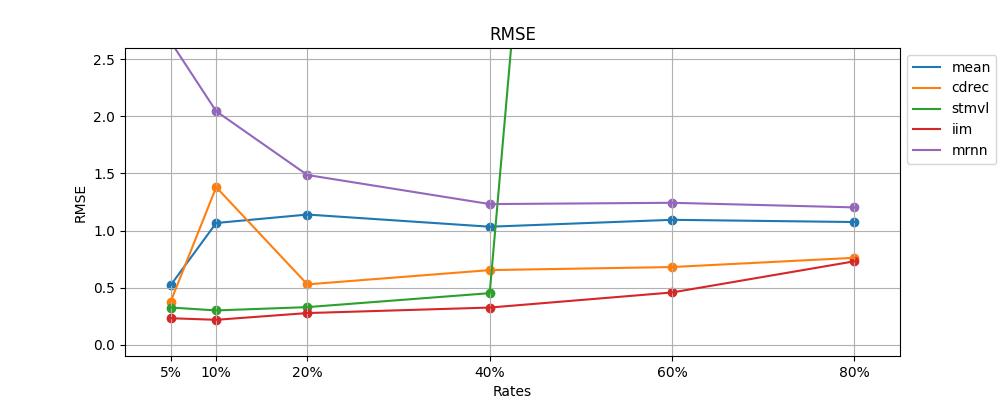 RMSE
RMSE
2.5
2.0
1.5
1.0
0.5
0.0
5% 10% 20% 40% 60% 80%
Rates
mean
cdrec
stmvl
iim
mrnn